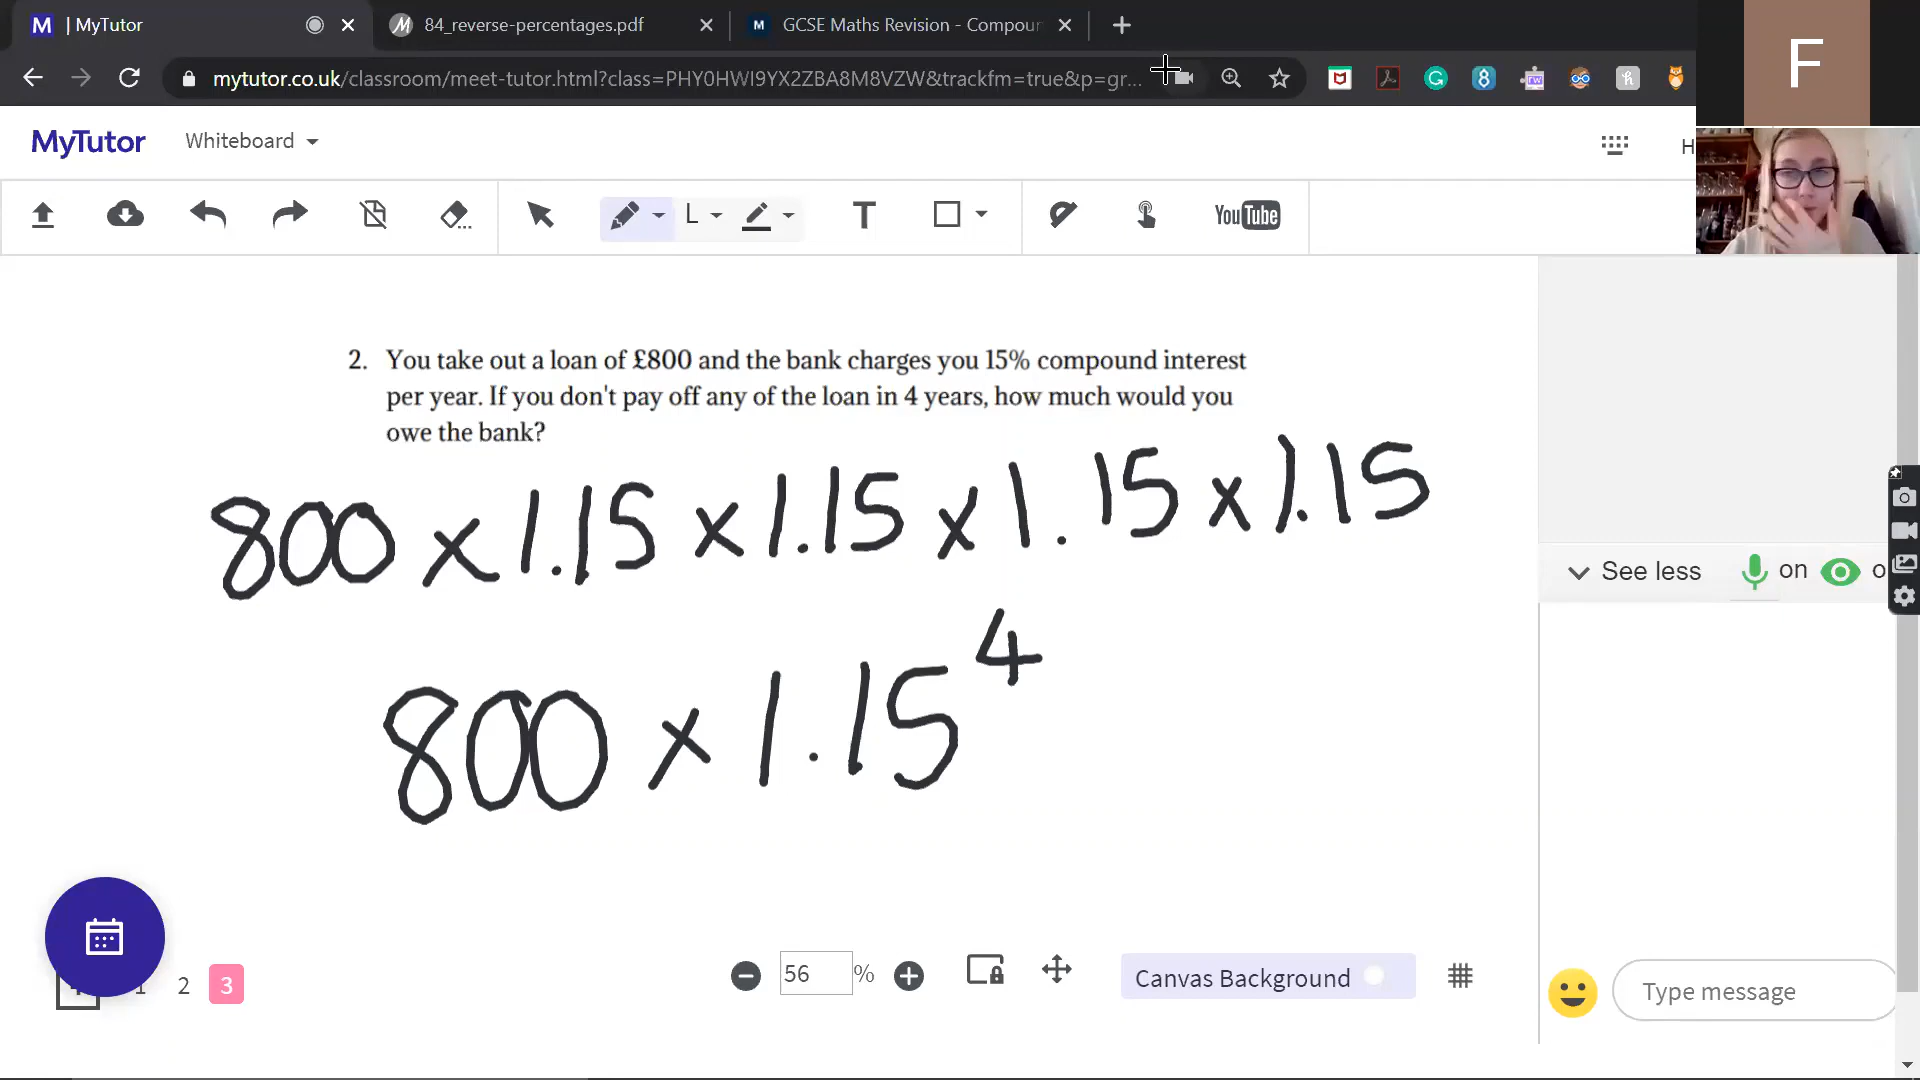 | MyTutor
84_reverse-percentages.pdf
GCSE Maths Revision - Compour
mytutor.co.uk/classroom/meet-tutor.html?class=PHY0HWI9YX2ZBA8M8VZW&trackfm=true&p=gr...
F
MyTutor
Whiteboard
H
L
T
YouTube
2. You take out a loan of £800 and the bank charges you 15% compound interest
per year. If you don't pay off any of the loan in 4 years, how much would you
owe the bank?
800 x 1.15 x 1.15 x 1.15 x 1.15
800 x 1.15⁴
See less
on
o
1
2
3
56
%
Canvas Background
Type message